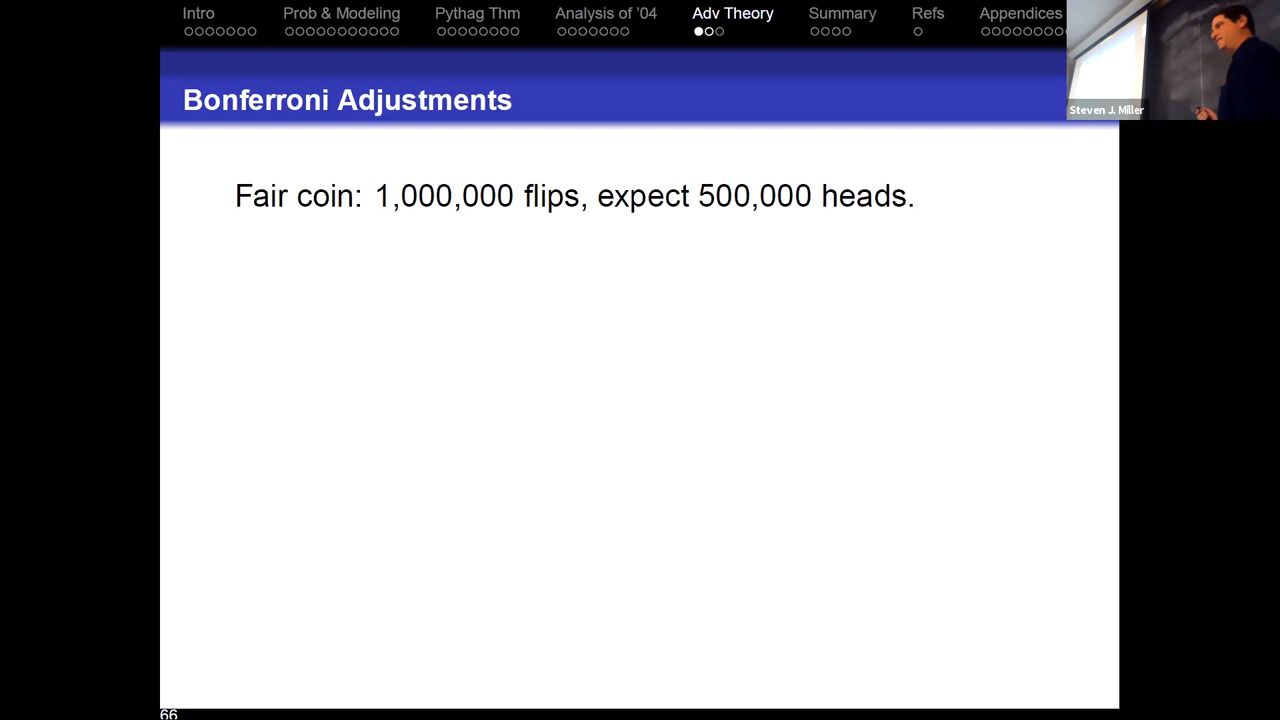 Intro Prob & Modeling Pythag Thm Analysis of '04 Adv Theory Summary Refs Appendices
Steven J. Miller
Bonferroni Adjustments
Fair coin: 1,000,000 flips, expect 500,000 heads.
66